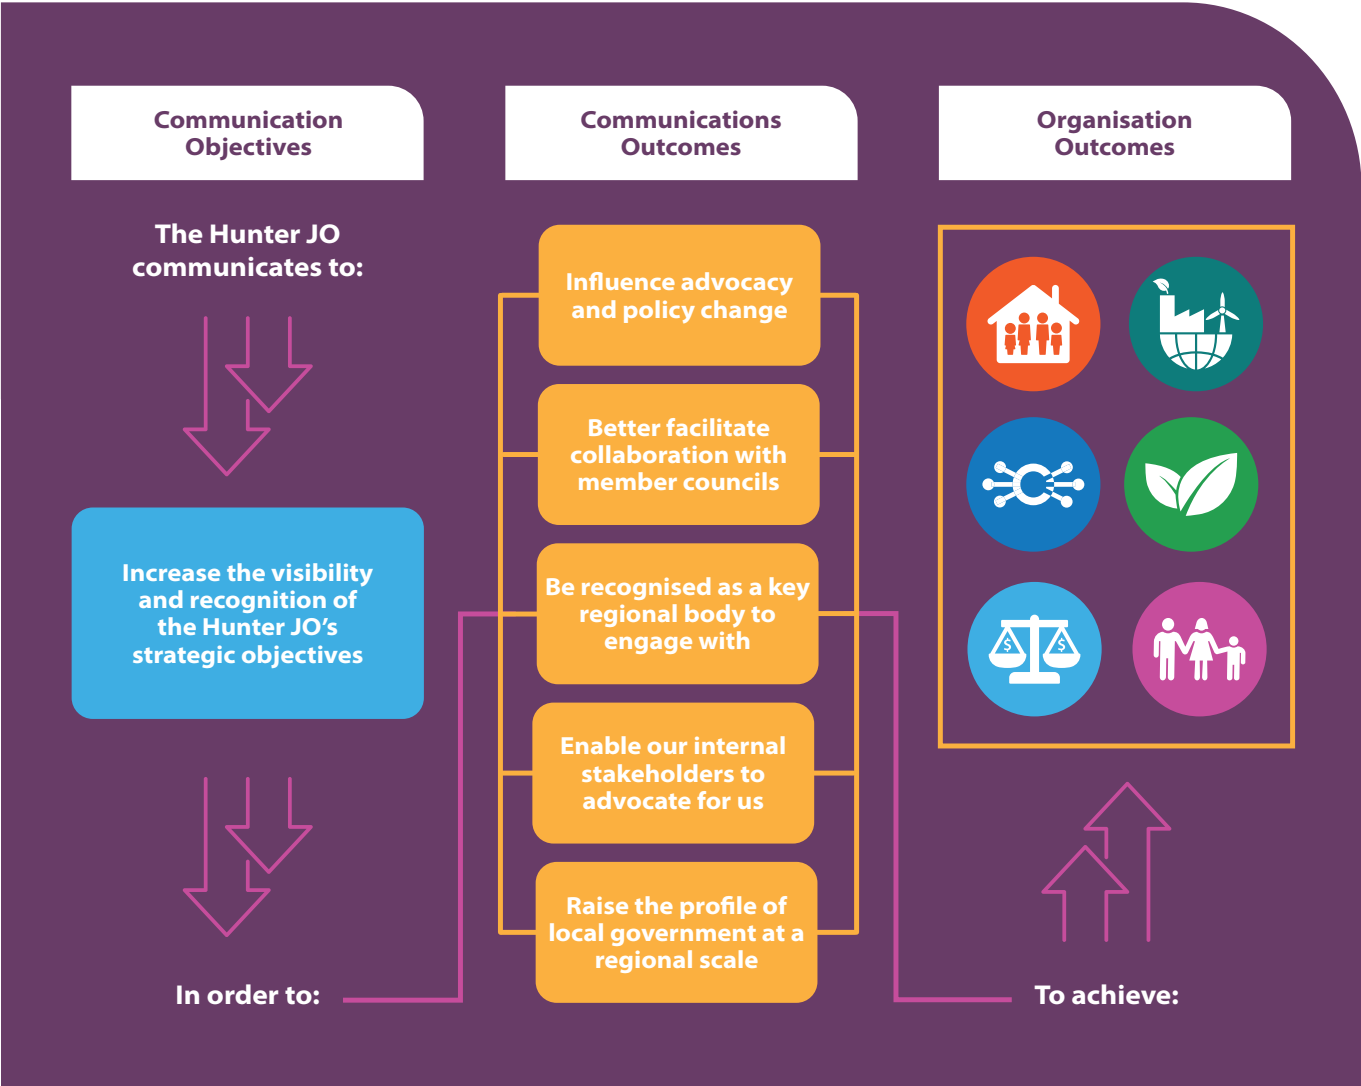 Communication
Objectives
The Hunter JO
communicates to:
Increase the visibility
and recognition of
the Hunter JO’s
strategic objectives
In order to:
Communications
Outcomes
Influence advocacy
and policy change
Better facilitate
collaboration with
member councils
Be recognised as a key
regional body to
engage with
Enable our internal
stakeholders to
advocate for us
Raise the profile of
local government at a
regional scale
Organisation
Outcomes
$ $
To achieve: